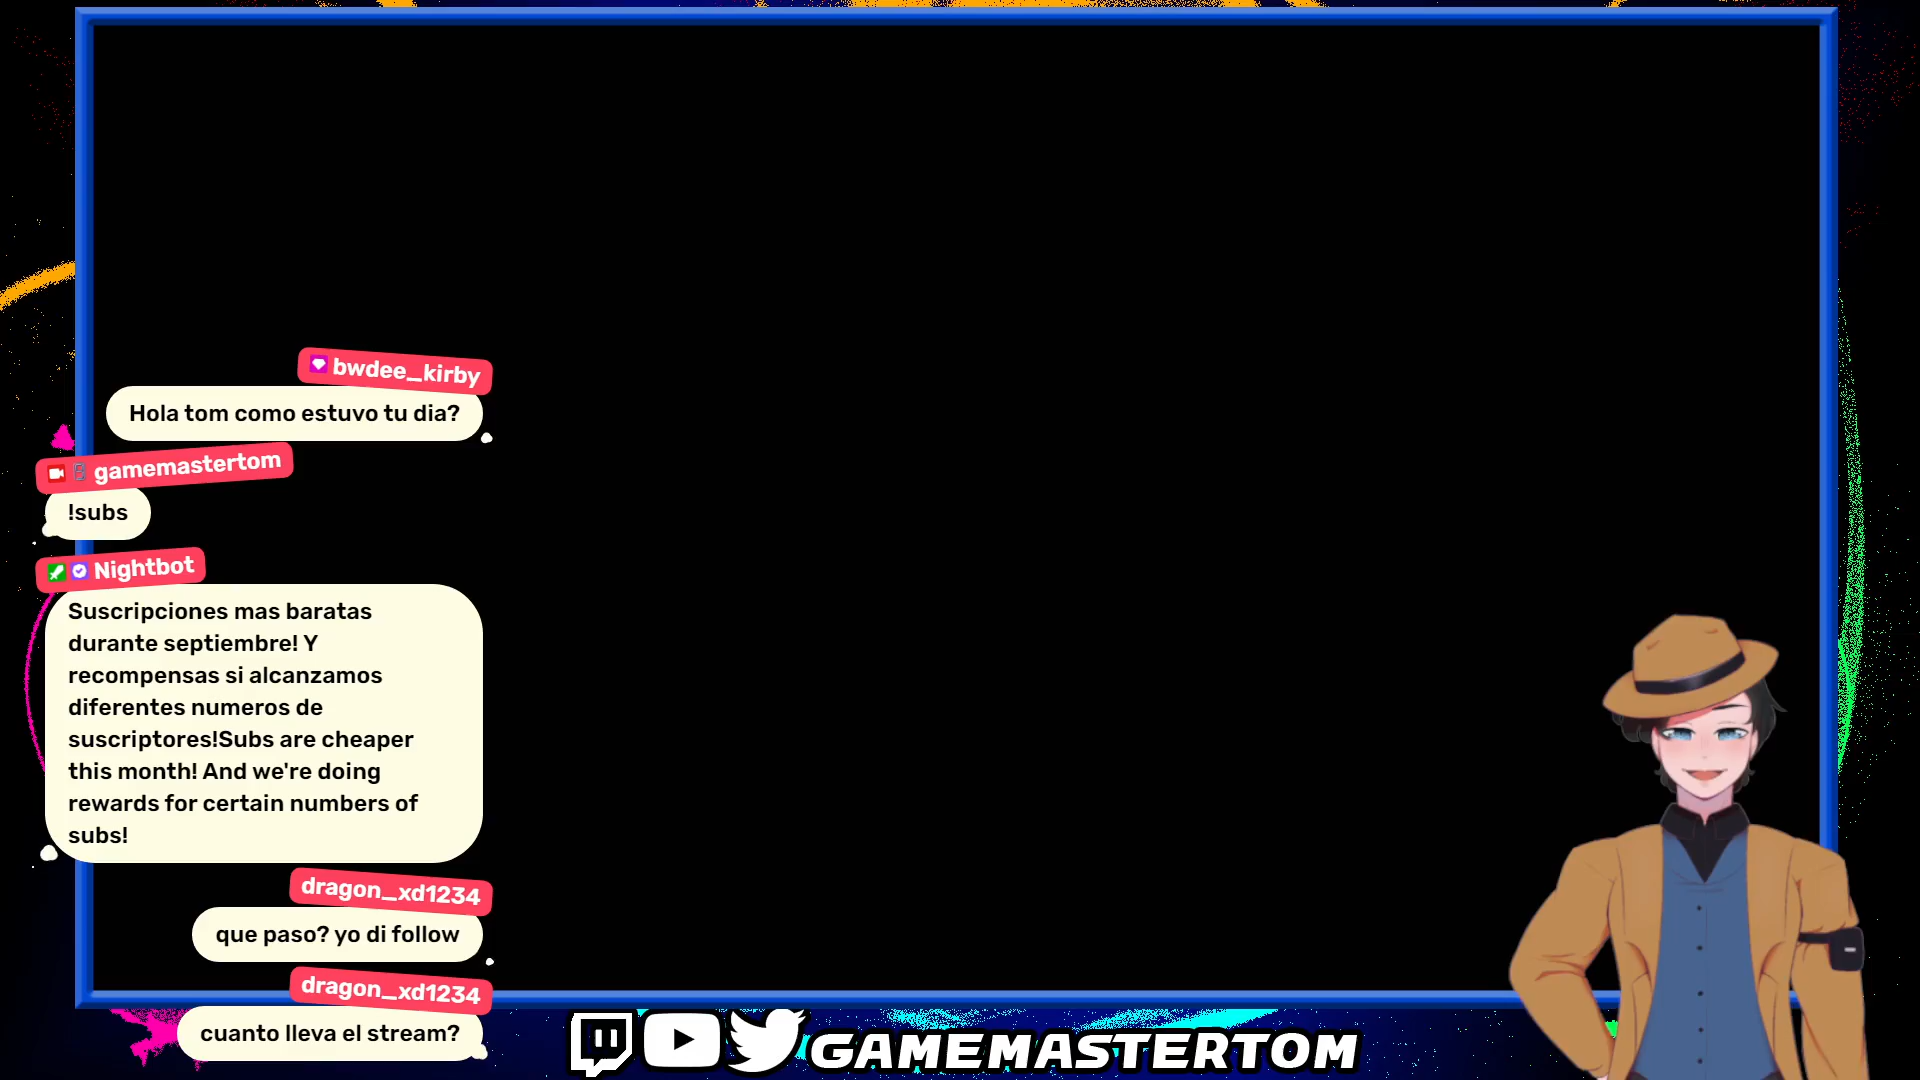 bwdee_kirby
Hola tom como estuvo tu dia?
gamemastertom
!subs
Nightbot
Suscripciones mas baratas
durante septiembre! Y
recompensas si alcanzamos
diferentes numeros de
suscriptores!Subs are cheaper
this month! And we're doing
rewards for certain numbers of
subs!
dragon_xd1234
que paso? yo di follow
dragon_xd1234
cuanto lleva el stream?
GAMEMASTERTOM